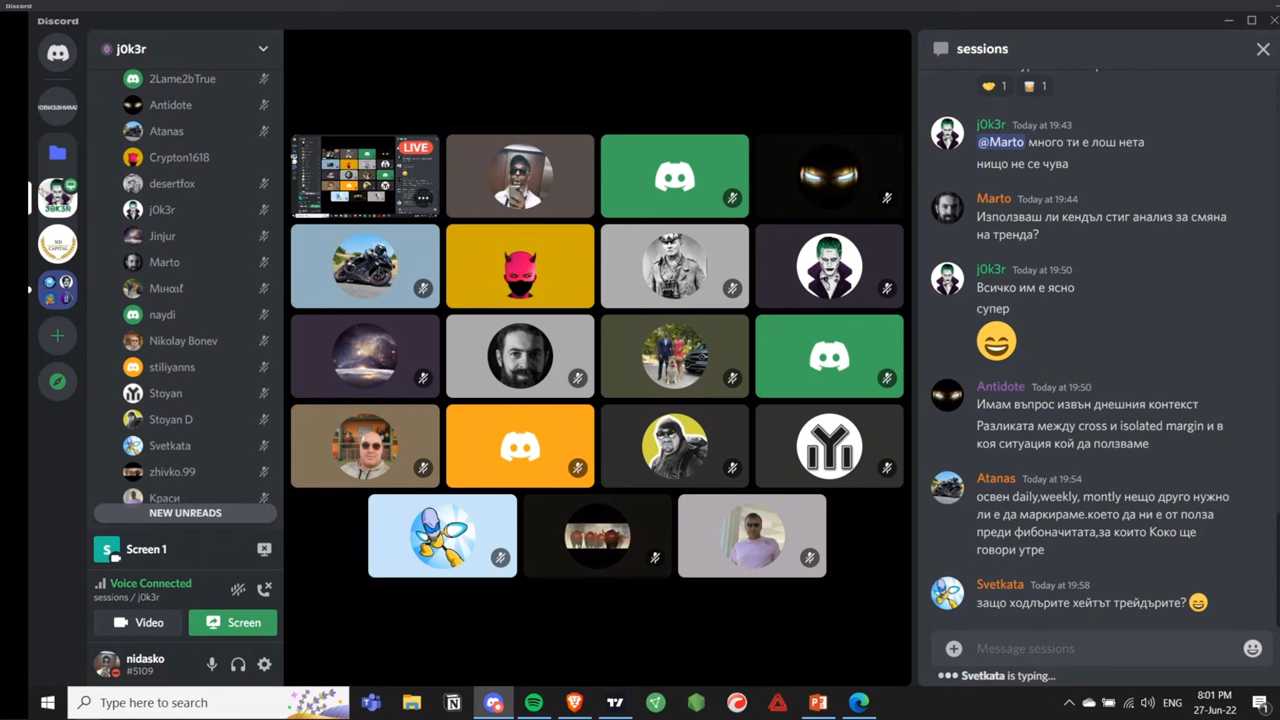 Discord
Discord
j0k3r
2Lame2bTrue
Antidote
Atanas
Crypton1618
desertfox
j0k3r
Jinjur
Marto
Миναℓ
naydi
Nikolay Bonev
stiliyanns
Stoyan
Stoyan D
Svetkata
zhivko.99
Краси
NEW UNREADS
Screen 1
Voice Connected
sessions / j0k3r
Video
Screen
nidasko
#5109
LIVE
sessions
1
1
j0k3r Today at 19:43
@Marto много ти е лош нета
нищо не се чува
Marto Today at 19:44
Използваш ли кендъл стиг анализ за смяна
на тренда?
j0k3r Today at 19:50
Всичко им е ясно
супер
Antidote Today at 19:50
Имам въпрос извън днешния контекст
Разликата между cross и isolated margin и в
коя ситуация кой да ползваме
Atanas Today at 19:54
освен daily,weekly, montly нещо друго нужно
ли е да маркираме.което да ни е от полза
преди фибоначитата,за които Коко ще
говори утре
Svetkata Today at 19:58
защо ходлърите хейтът трейдърите?
Message sessions
Svetkata is typing...
Type here to search
ENG
8:01 PM
27-Jun-22